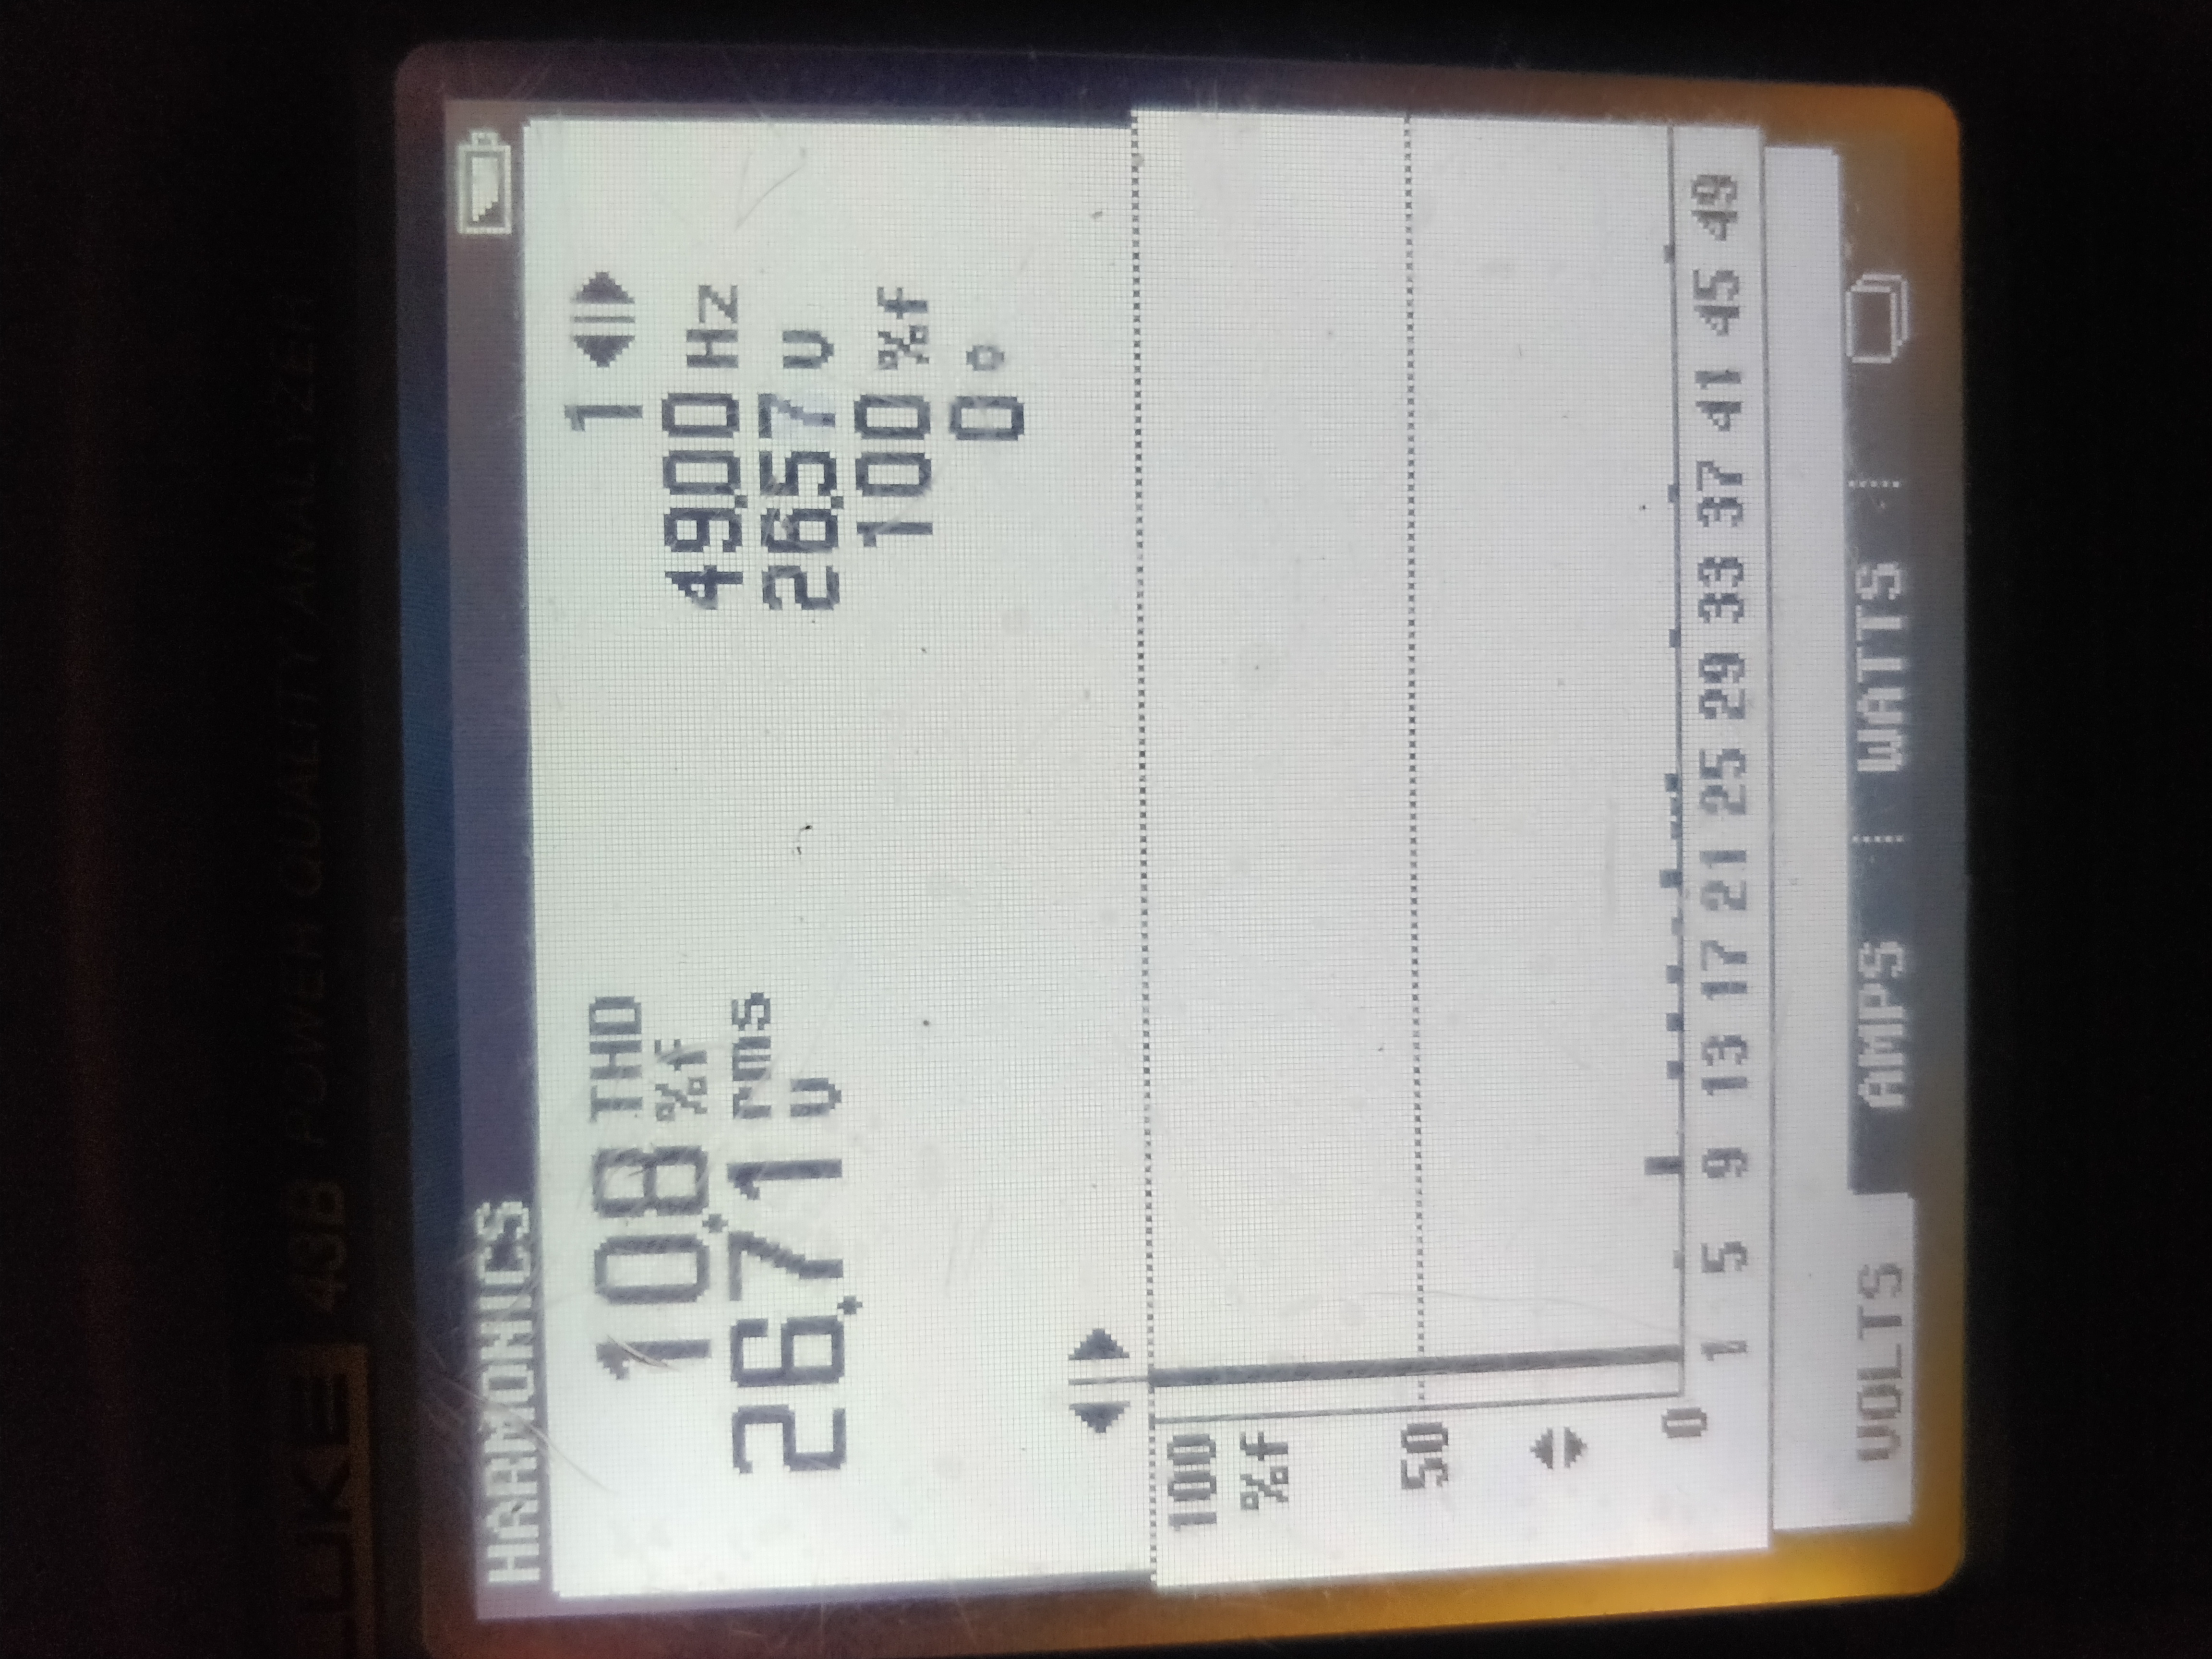 FLUKE 43B POWER QUALITY ANALYZER
HARMONICS
10.8 THD %f
26.71 rms V
1
49.00 Hz
26.57 V
100 %f
0 °
100
%f
50
0
1 5 9 13 17 21 25 29 33 37 41 45 49
VOLTS AMPS WATTS